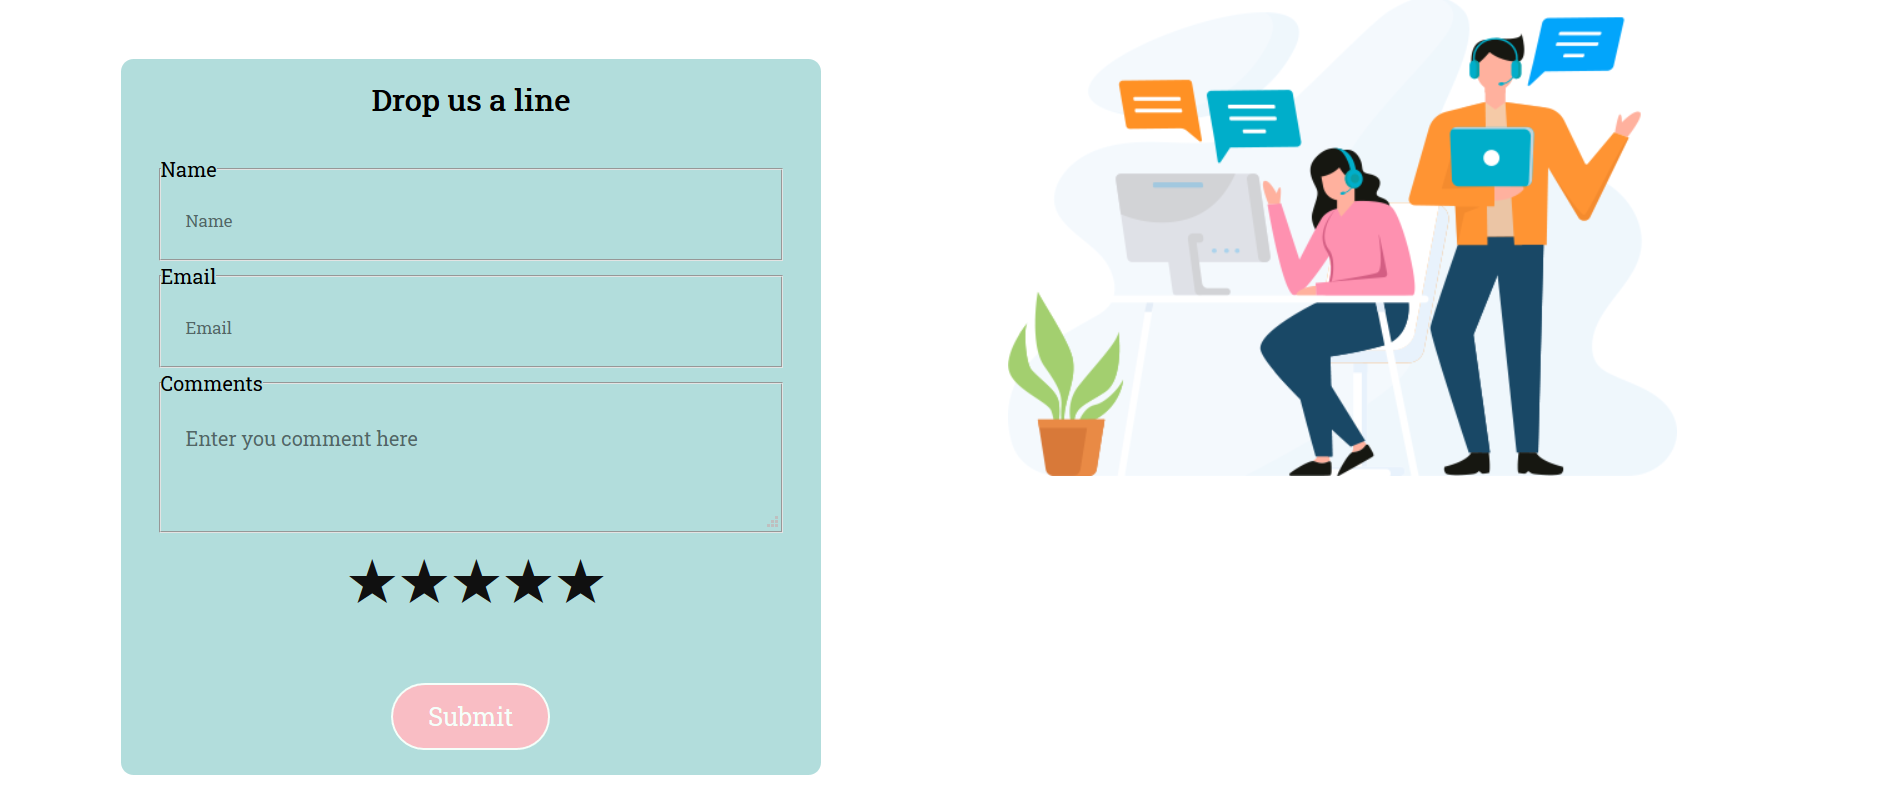 Drop us a line
Name
Name
Email
Email
Comments
Enter you comment here
Submit